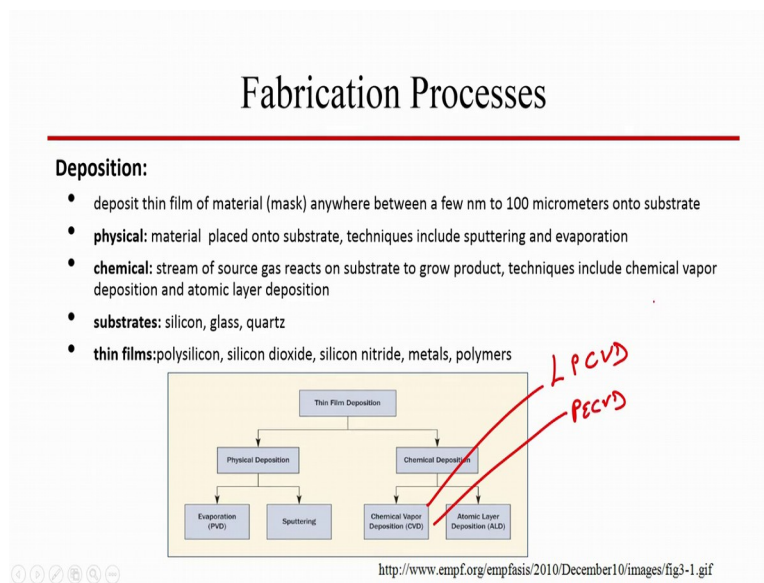 Fabrication Processes
Deposition:
• deposit thin film of material (mask) anywhere between a few nm to 100 micrometers onto substrate
• physical: material placed onto substrate, techniques include sputtering and evaporation
• chemical: stream of source gas reacts on substrate to grow product, techniques include chemical vapor
deposition and atomic layer deposition
• substrates: silicon, glass, quartz
• thin films:polysilicon, silicon dioxide, silicon nitride, metals, polymers
LPCVD
PECVD
Thin Film Deposition
Physical Deposition
Chemical Deposition
Evaporation
(PVD)
Sputtering
Chemical Vapor
Deposition (CVD)
Atomic Layer
Deposition (ALD)
http://www.empf.org/empfasis/2010/December10/images/fig3-1.gif